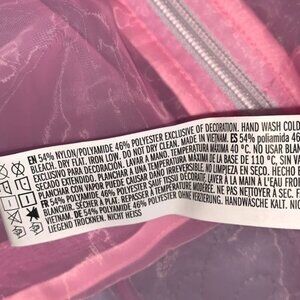 EN 54% NYLON/POLYAMIDE 46% POLYESTER EXCLUSIVE OF DECORATION. HAND WASH COLD
BLEACH. DRY FLAT. IRON LOW. DO NOT DRY CLEAN. MADE IN VIETNAM. ES 54% poliamida 46
EXCLUSIVO PARA DECORACIÓN. LAVAR A MANO. TEMPERATURA MÁXIMA 40 °C. NO USAR BLAN
SECADO EXTENDIDO. PLANCHAR A TEMPERATURA MÁXIMA DE LA BASE DE 110 °C, SIN VA
PLANCHAR CON VAPOR PUEDE CAUSAR DAÑO IRREVERSIBLE. NO LIMPIEZA EN SECO. HECHO E
FR 54% POLYAMIDE 46% POLYESTER DÉCORATION EXCLUE. LAVER À LA MAIN À L'EAU FROI
BLANCHIR. SÉCHER À PLAT. REPASSER À BASSE TEMPÉRATURE. NE PAS NETTOYER À SEC. F
VIETNAM. DE 54% POLYAMID 46% POLYESTER OHNE VERZIERUNG. HANDWÄSCHE KALT. NIC
LIEGEND TROCKNEN. NICHT HEISS